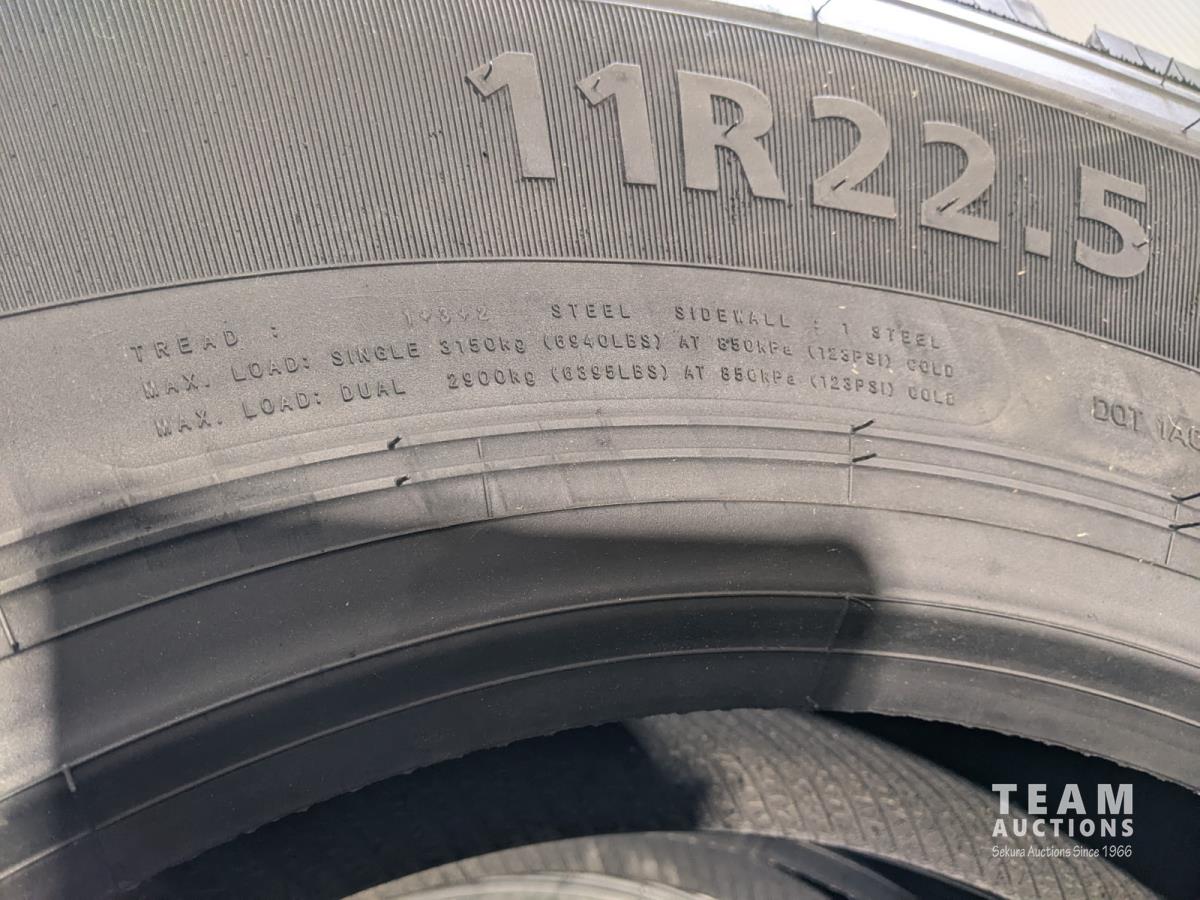 11R22.5
TREAD : 1+3+2 STEEL SIDEWALL : 1 STEEL
MAX. LOAD: SINGLE 3150kg (6940LBS) AT 850kPa (123PSI) COLD
MAX. LOAD: DUAL 2900kg (6395LBS) AT 850kPa (123PSI) COLD
DOT
TEAM
AUCTIONS
Sekura Auctions Since 1966